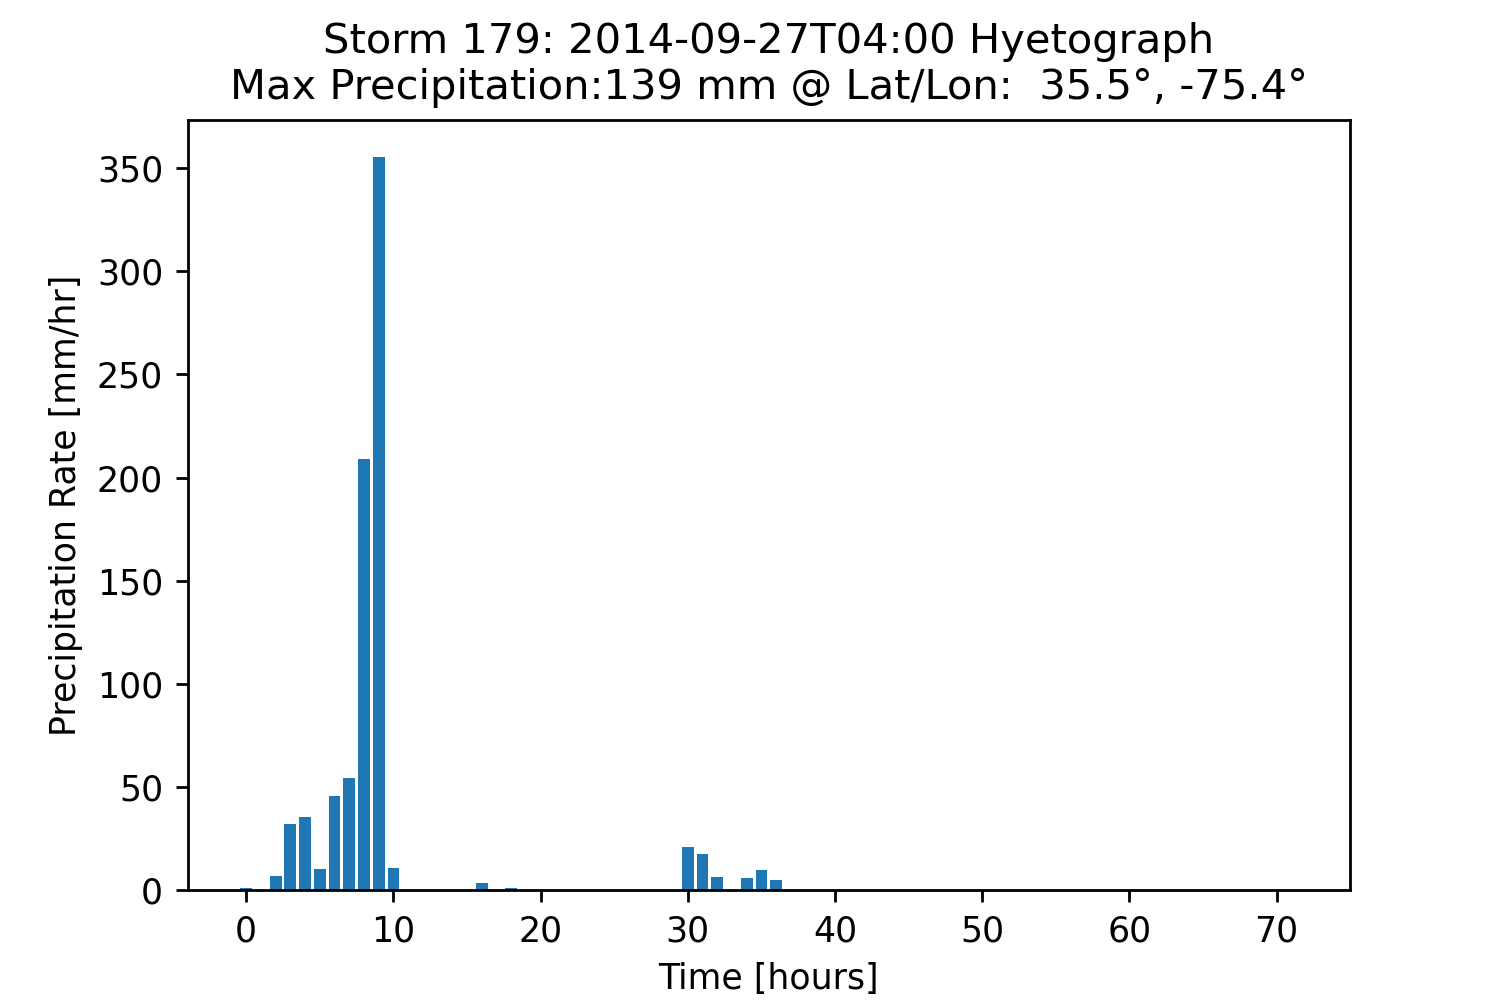 Storm 179: 2014-09-27T04:00 Hyetograph
Max Precipitation:139 mm @ Lat/Lon:  35.5°, -75.4°
Precipitation Rate [mm/hr]
350
300
250
200
150
100
50
0
0 10 20 30 40 50 60 70
Time [hours]